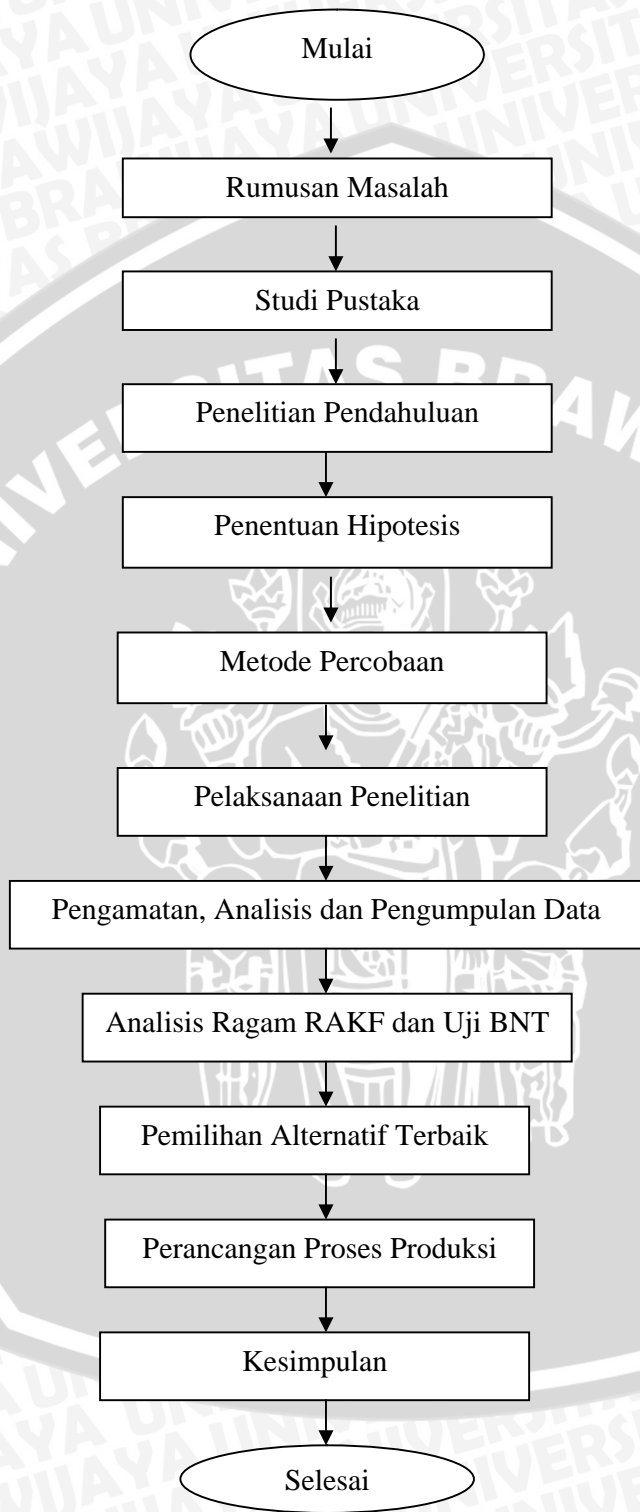 Mulai
Rumusan Masalah
Studi Pustaka
Penelitian Pendahuluan
Penentuan Hipotesis
Metode Percobaan
Pelaksanaan Penelitian
Pengamatan, Analisis dan Pengumpulan Data
Analisis Ragam RAKF dan Uji BNT
Pemilihan Alternatif Terbaik
Perancangan Proses Produksi
Kesimpulan
Selesai